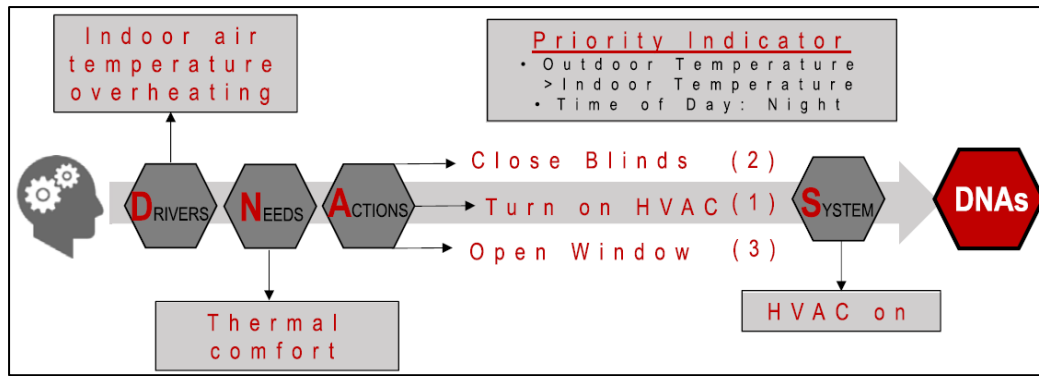 Indoor air
temperature
overheating
Priority Indicator
• Outdoor Temperature
>Indoor Temperature
• Time of Day: Night
DRIVERS
NEEDS
ACTIONS
Close Blinds (2)
Turn on HVAC (1)
Open Window (3)
SYSTEM
DNAs
Thermal
comfort
HVAC on